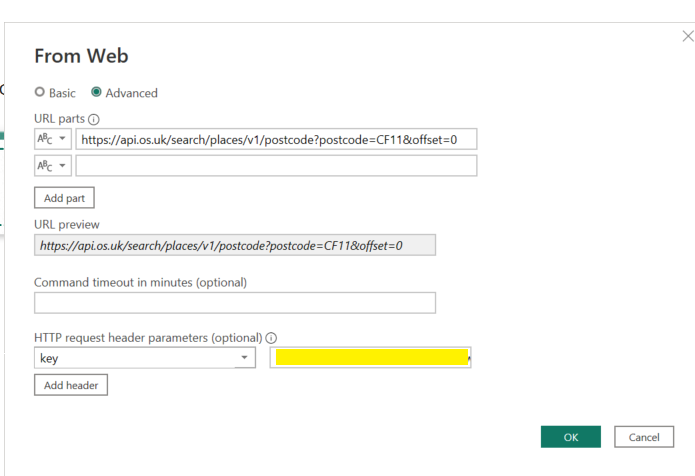 From Web
Basic Advanced
URL parts
ABC https://api.os.uk/search/places/v1/postcode?postcode=CF11&offset=0
ABC
Add part
URL preview
https://api.os.uk/search/places/v1/postcode?postcode=CF11&offset=0
Command timeout in minutes (optional)
HTTP request header parameters (optional)
key
Add header
OK Cancel